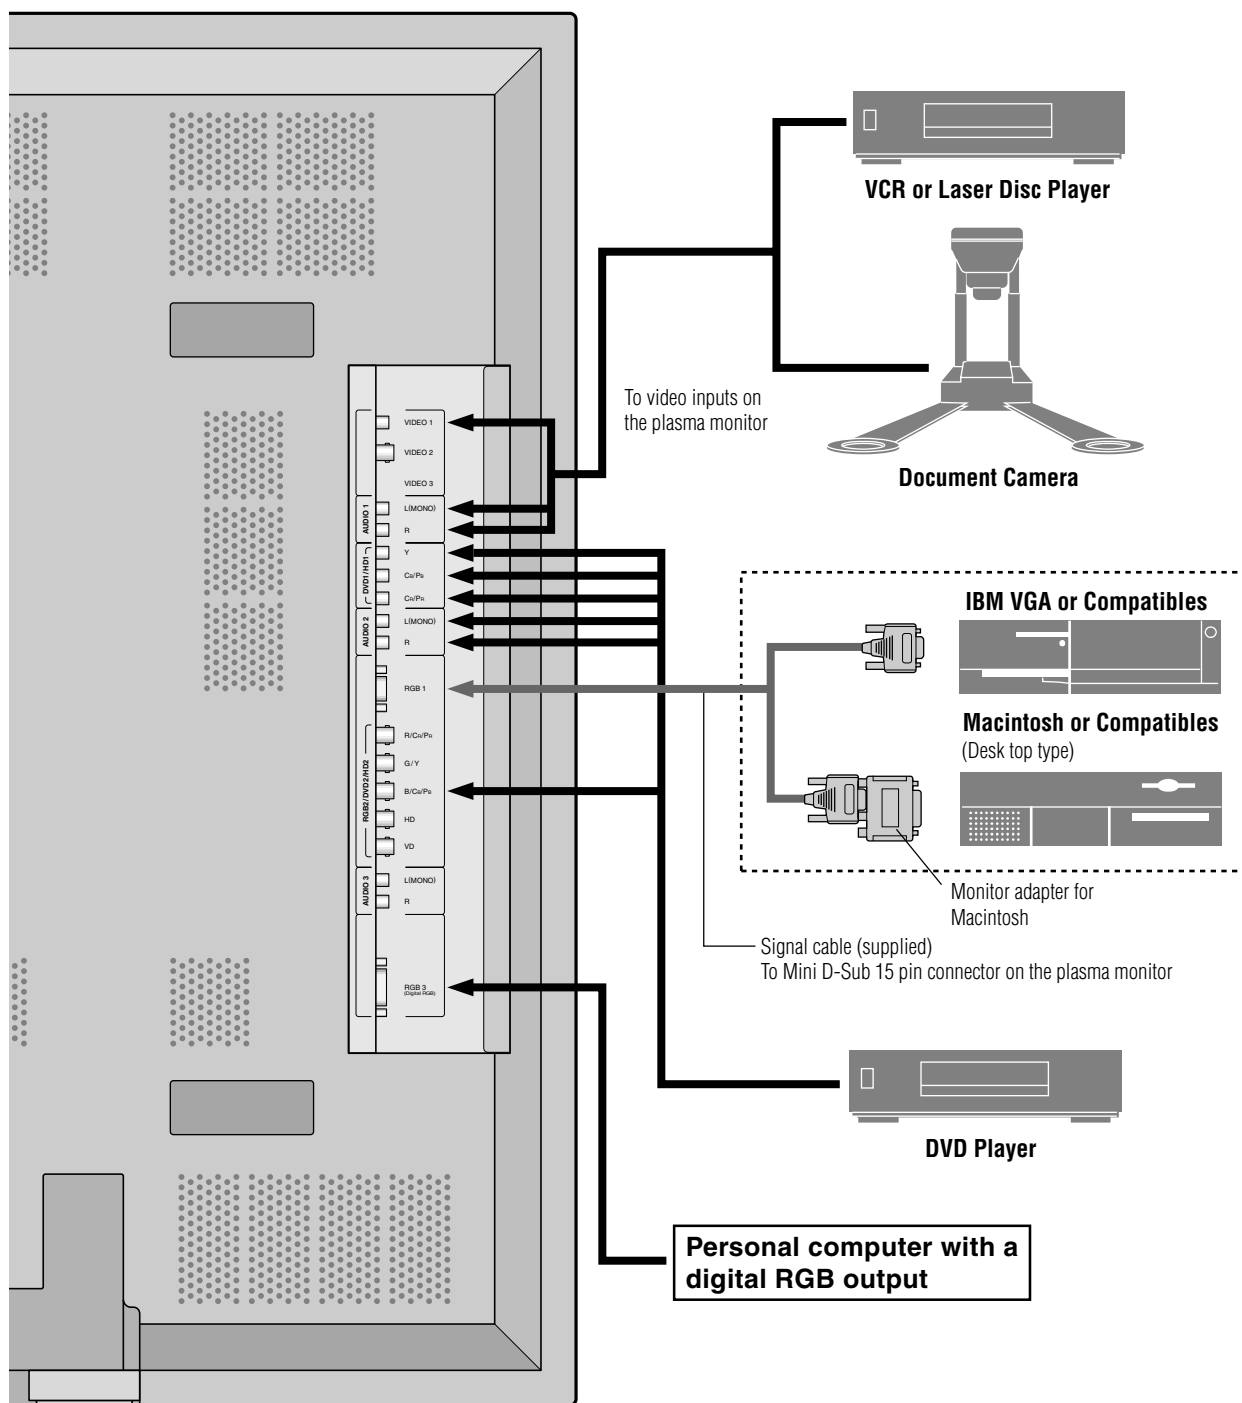 VCR or Laser Disc Player
To video inputs on
the plasma monitor
Document Camera
VIDEO 1
VIDEO 2
VIDEO 3
AUDIO 1
L(MONO)
R
DVD1/HD1
Y
CB/PB
CR/PR
AUDIO 2
L(MONO)
R
RGB 1
RGB2/DVD2/HD2
R/CR/PR
G/Y
B/CB/PB
HD
VD
AUDIO 3
L(MONO)
R
RGB 3
(Digital RGB)
IBM VGA or Compatibles
Macintosh or Compatibles
(Desk top type)
Monitor adapter for
Macintosh
Signal cable (supplied)
To Mini D-Sub 15 pin connector on the plasma monitor
DVD Player
Personal computer with a
digital RGB output